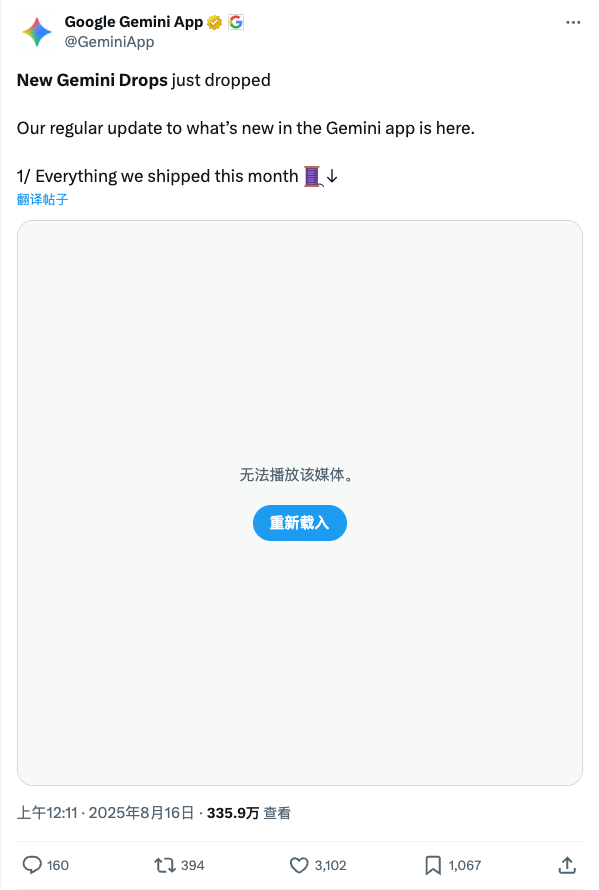 Google Gemini App
@GeminiApp
New Gemini Drops just dropped
Our regular update to what’s new in the Gemini app is here.
1/ Everything we shipped this month 🧵↓
翻译帖子
无法播放该媒体。
重新载入
上午12:11 · 2025年8月16日 · 335.9万 查看
160 394 3,102 1,067